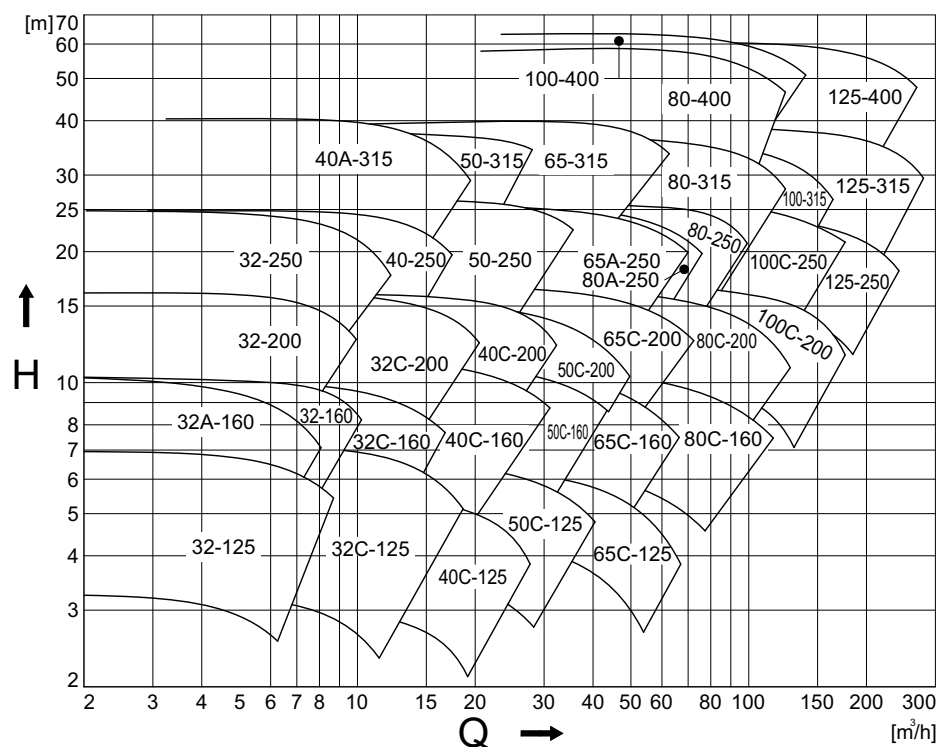 [m] 70
60
50
40
30
25
20
15
10
8
7
6
5
4
3
2
H
100-400
80-400
125-400
40A-315
50-315
65-315
80-315
100-315
125-315
32-250
40-250
50-250
65A-250
80A-250
80-250
100C-250
125-250
32-200
32C-200
40C-200
50C-200
65C-200
80C-200
100C-200
32A-160
32-160
32C-160
40C-160
50C-160
65C-160
80C-160
32-125
32C-125
40C-125
50C-125
65C-125
2 3 4 5 6 7 8 10 15 20 30 40 50 60 80 100 150 200 300
Q [m³/h]